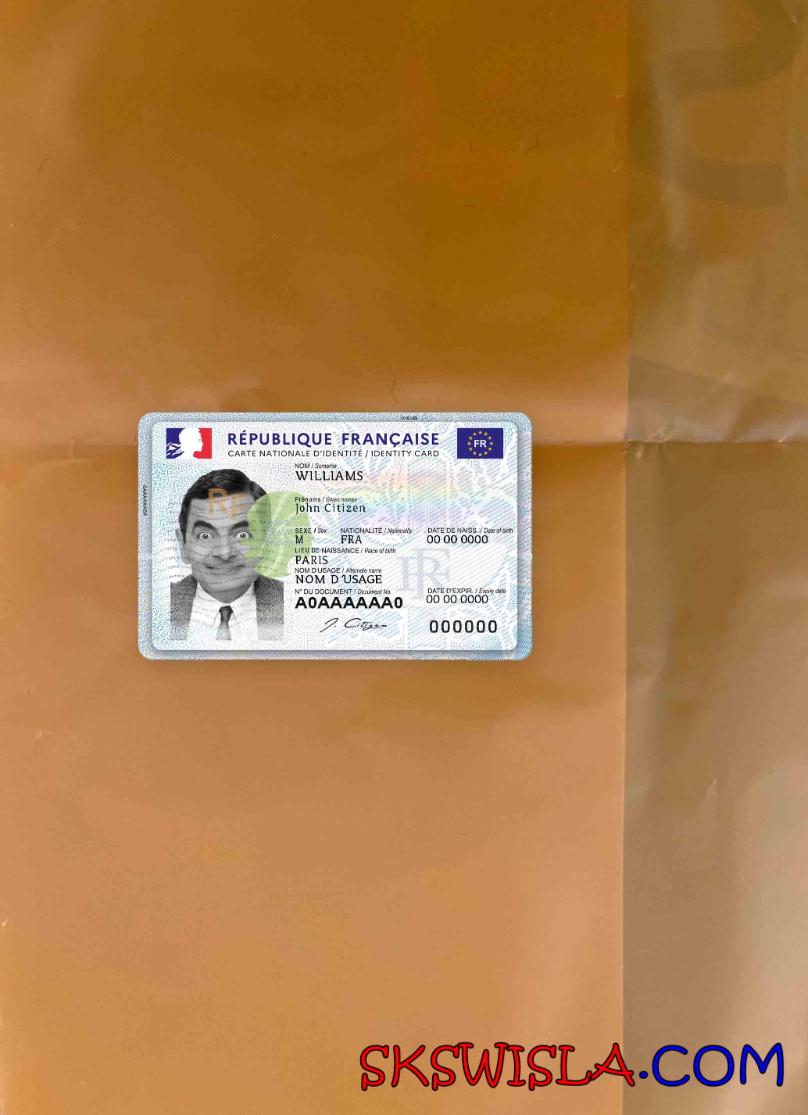 RÉPUBLIQUE FRANÇAISE
FR
CARTE NATIONALE D'IDENTITÉ / IDENTITY CARD
NOM / Surname
WILLIAMS
Prénoms / Given names
John Citizen
SEXE / Sex NATIONALITÉ / Nationality DATE DE NAISS. / Date of birth
M FRA 00 00 0000
LIEU DE NAISSANCE / Place of birth
PARIS
NOM D'USAGE / Alternate name
NOM D'USAGE
N° DU DOCUMENT / Document No DATE D'EXPIR. / Expiry date
A0AAAAAA0 00 00 0000
J. Citizen
000000
RF
SKSWISLA.COM